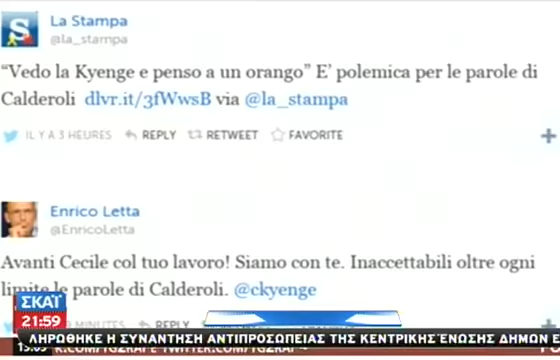 La Stampa
@la_stampa
“Vedo la Kyenge e penso a un orango” E’ polemica per le parole di
Calderoli dlvr.it/3fWwsB via @la_stampa
IL Y A 3 HEURES REPLY RETWEET FAVORITE
Enrico Letta
@EnricoLetta
Avanti Cecile col tuo lavoro! Siamo con te. Inaccettabili oltre ogni
limite le parole di Calderoli. @ckyenge
ΣΚΑΪ
21:59
MINUTES
ΛΗΡΩΘΗΚΕ Η ΣΥΝΑΝΤΗΣΗ ΑΝΤΙΠΡΟΣΩΠΕΙΑΣ ΤΗΣ ΚΕΝΤΡΙΚΗΣ ΈΝΩΣΗΣ ΔΗΜΩΝ